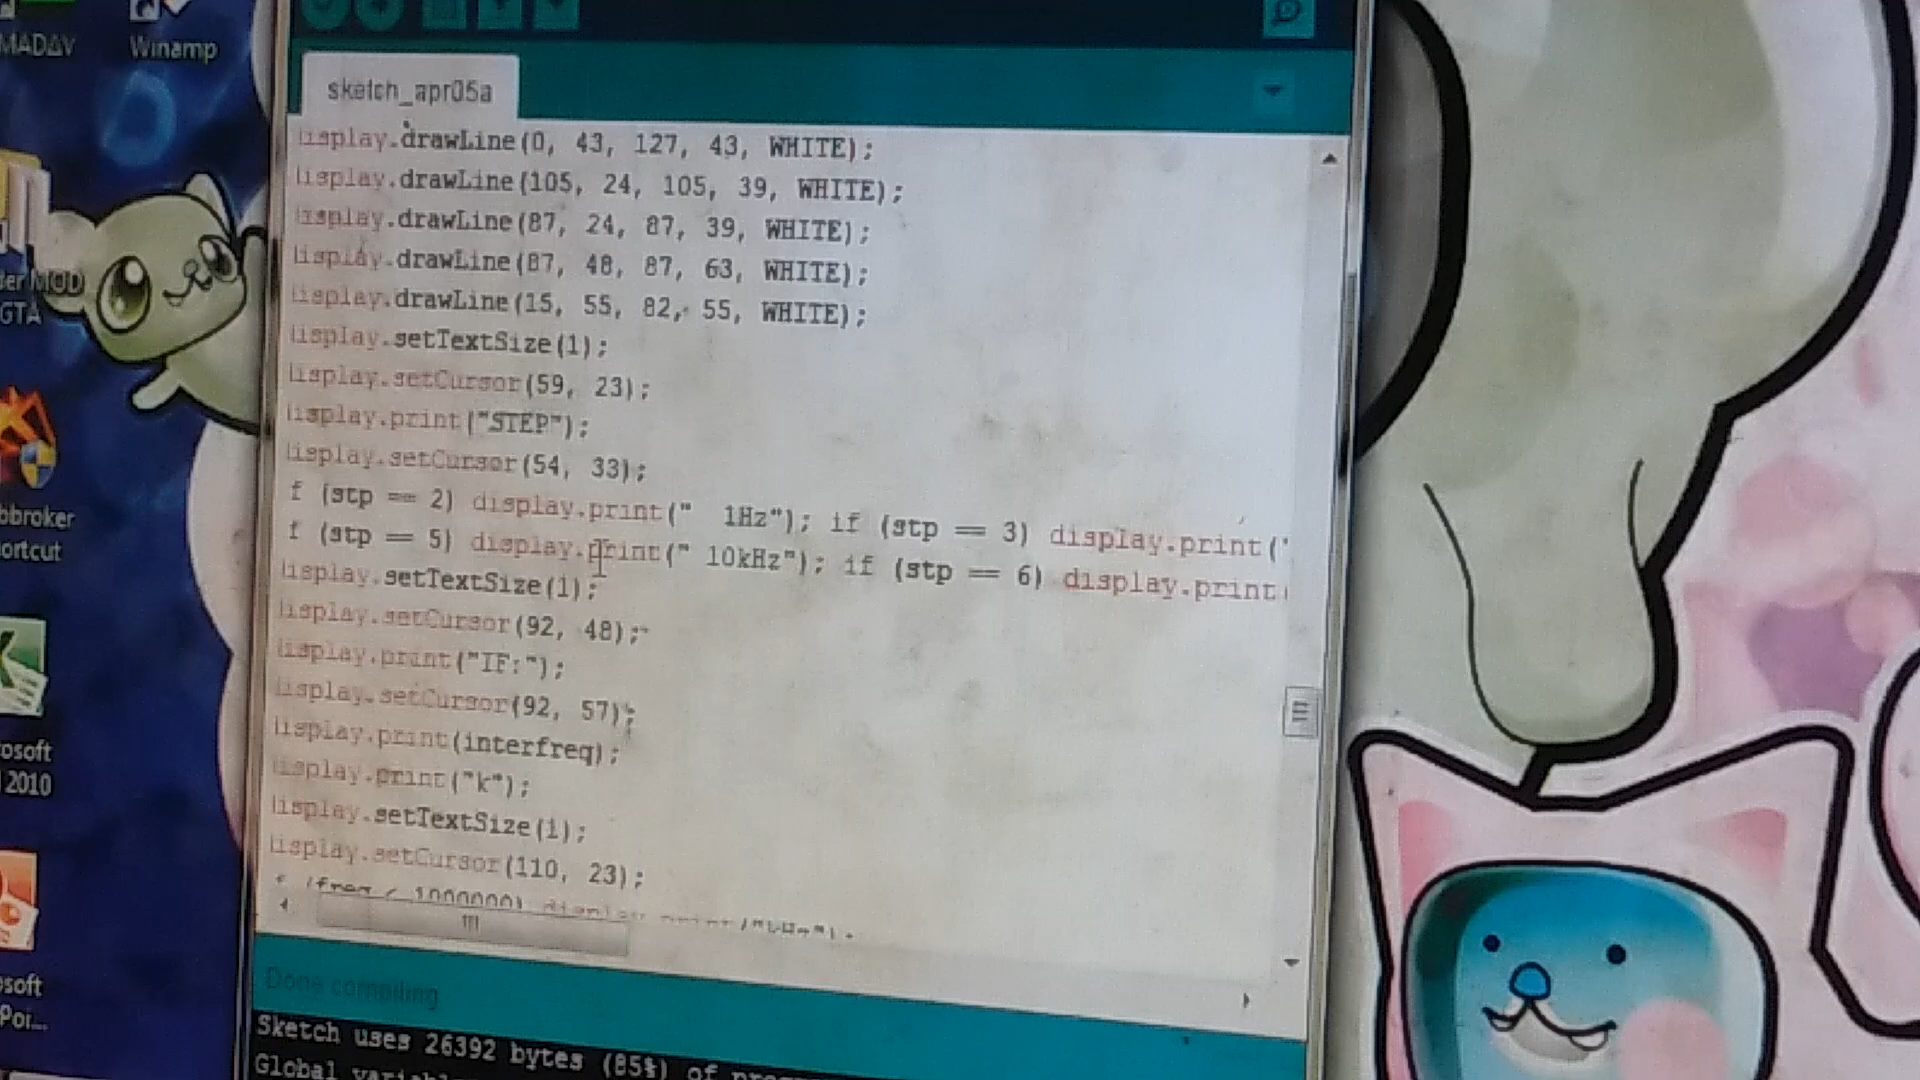 MADAV
Winamp
sketch_apr05a
isplay.drawLine(0, 43, 127, 43, WHITE);
isplay.drawLine(105, 24, 105, 39, WHITE);
isplay.drawLine(87, 24, 87, 39, WHITE);
isplay.drawLine(87, 48, 87, 63, WHITE);
isplay.drawLine(15, 55, 82, 55, WHITE);
isplay.setTextSize(1);
isplay.setCursor(59, 23);
isplay.print("STEP");
isplay.setCursor(54, 33);
f (stp == 2) display.print("  1Hz"); if (stp == 3) display.print("
f (stp == 5) display.print(" 10kHz"); if (stp == 6) display.print(
isplay.setTextSize(1);
isplay.setCursor(92, 48);
isplay.print("IF:");
isplay.setCursor(92, 57);
isplay.print(interfreq);
isplay.print("k");
isplay.setTextSize(1);
isplay.setCursor(110, 23);
Done compiling
Sketch uses 26392 bytes (85%) of
Global
er MOD
GTA
bbroker
ortcut
osoft
2010
osoft
Por...